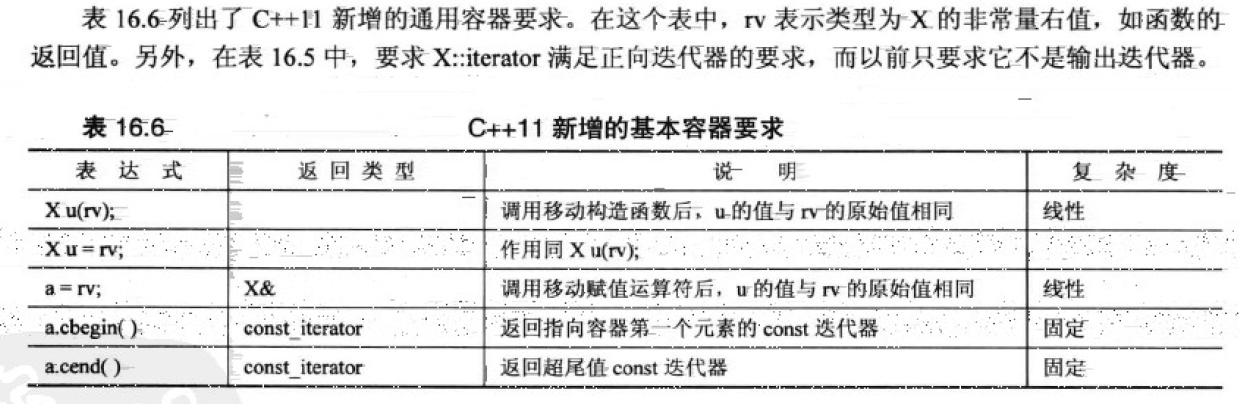 表 16.6 列出了 C++11 新增的通用容器要求。在这个表中，rv 表示类型为 X 的非常量右值，如函数的
返回值。另外，在表 16.5 中，要求 X::iterator 满足正向迭代器的要求，而以前只要求它不是输出迭代器。
表 16.6 C++11 新增的基本容器要求
表 达 式 返 回 类 型 说 明 复 杂 度
X u(rv); 调用移动构造函数后，u 的值与 rv 的原始值相同 线性
X u = rv; 作用同 X u(rv);
a = rv; X& 调用移动赋值运算符后，u 的值与 rv 的原始值相同 线性
a.cbegin( ) const_iterator 返回指向容器第一个元素的 const 迭代器 固定
a.cend( ) const_iterator 返回超尾值 const 迭代器 固定